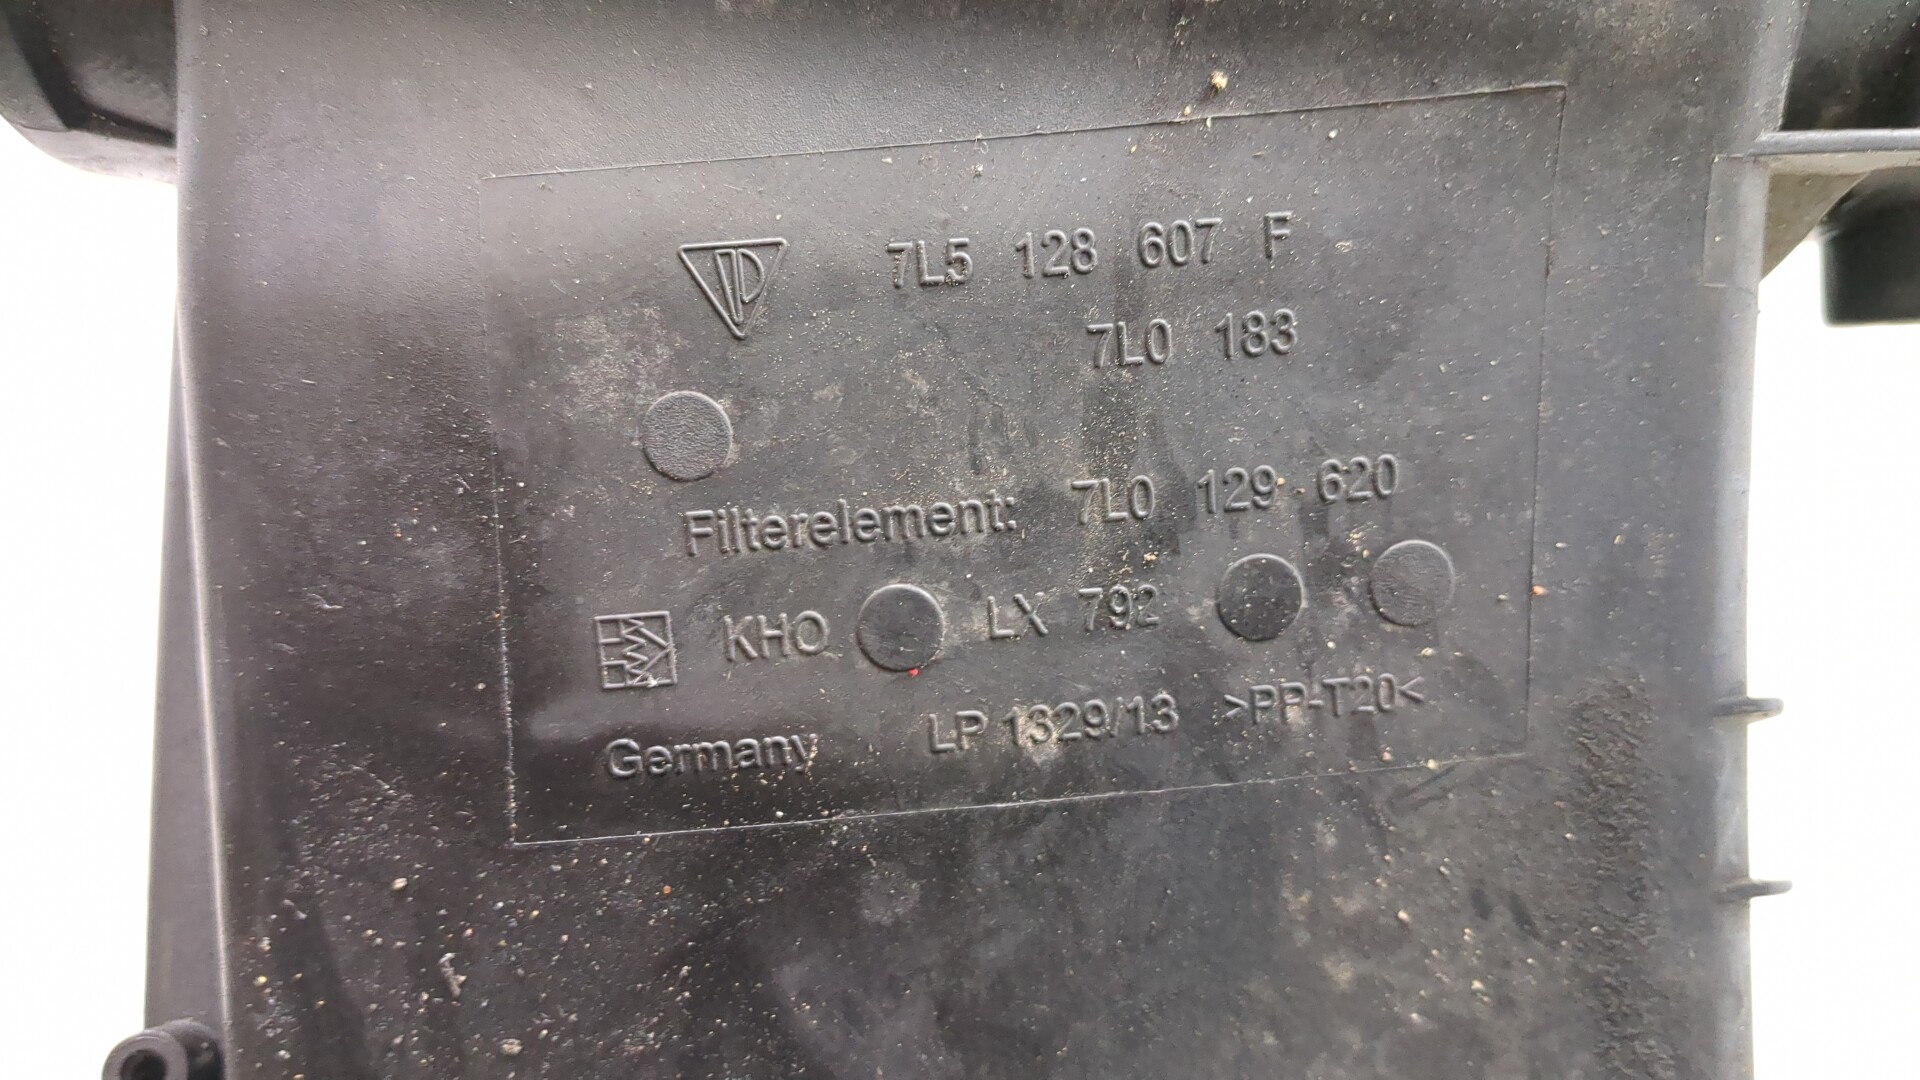 7L5 128 607 F
7L0 183
Filterelement: 7L0 129 620
KHO LX 792
LP 1329/13 >PP-T20<
Germany